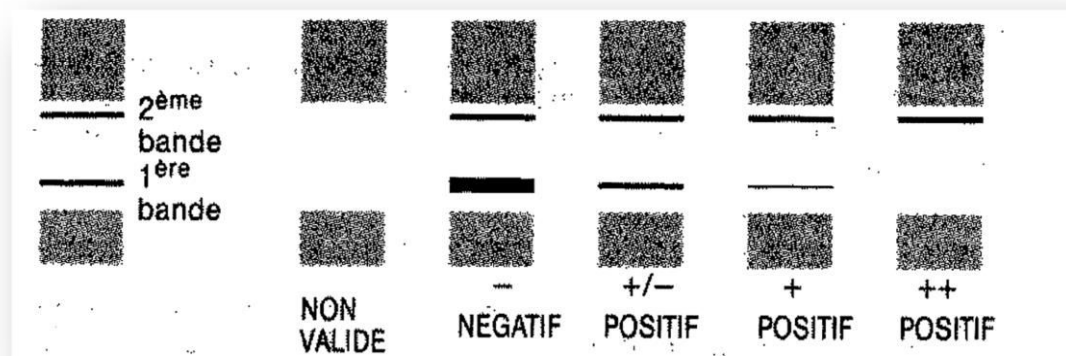 2ème
bande
1ère
bande
− +/− + ++
NON
VALIDE
NEGATIF POSITIF POSITIF POSITIF